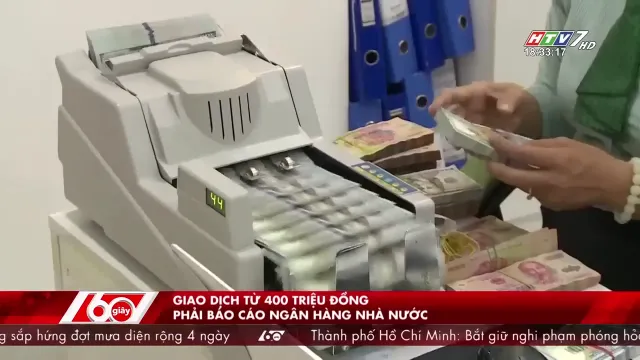 HTV7 HD
18:33:17
44
60 giây
GIAO DỊCH TỪ 400 TRIỆU ĐỒNG
PHẢI BÁO CÁO NGÂN HÀNG NHÀ NƯỚC
g sắp hứng đợt mưa diện rộng 4 ngày 60 Thành phố Hồ Chí Minh: Bắt giữ nghi phạm phóng hỏ